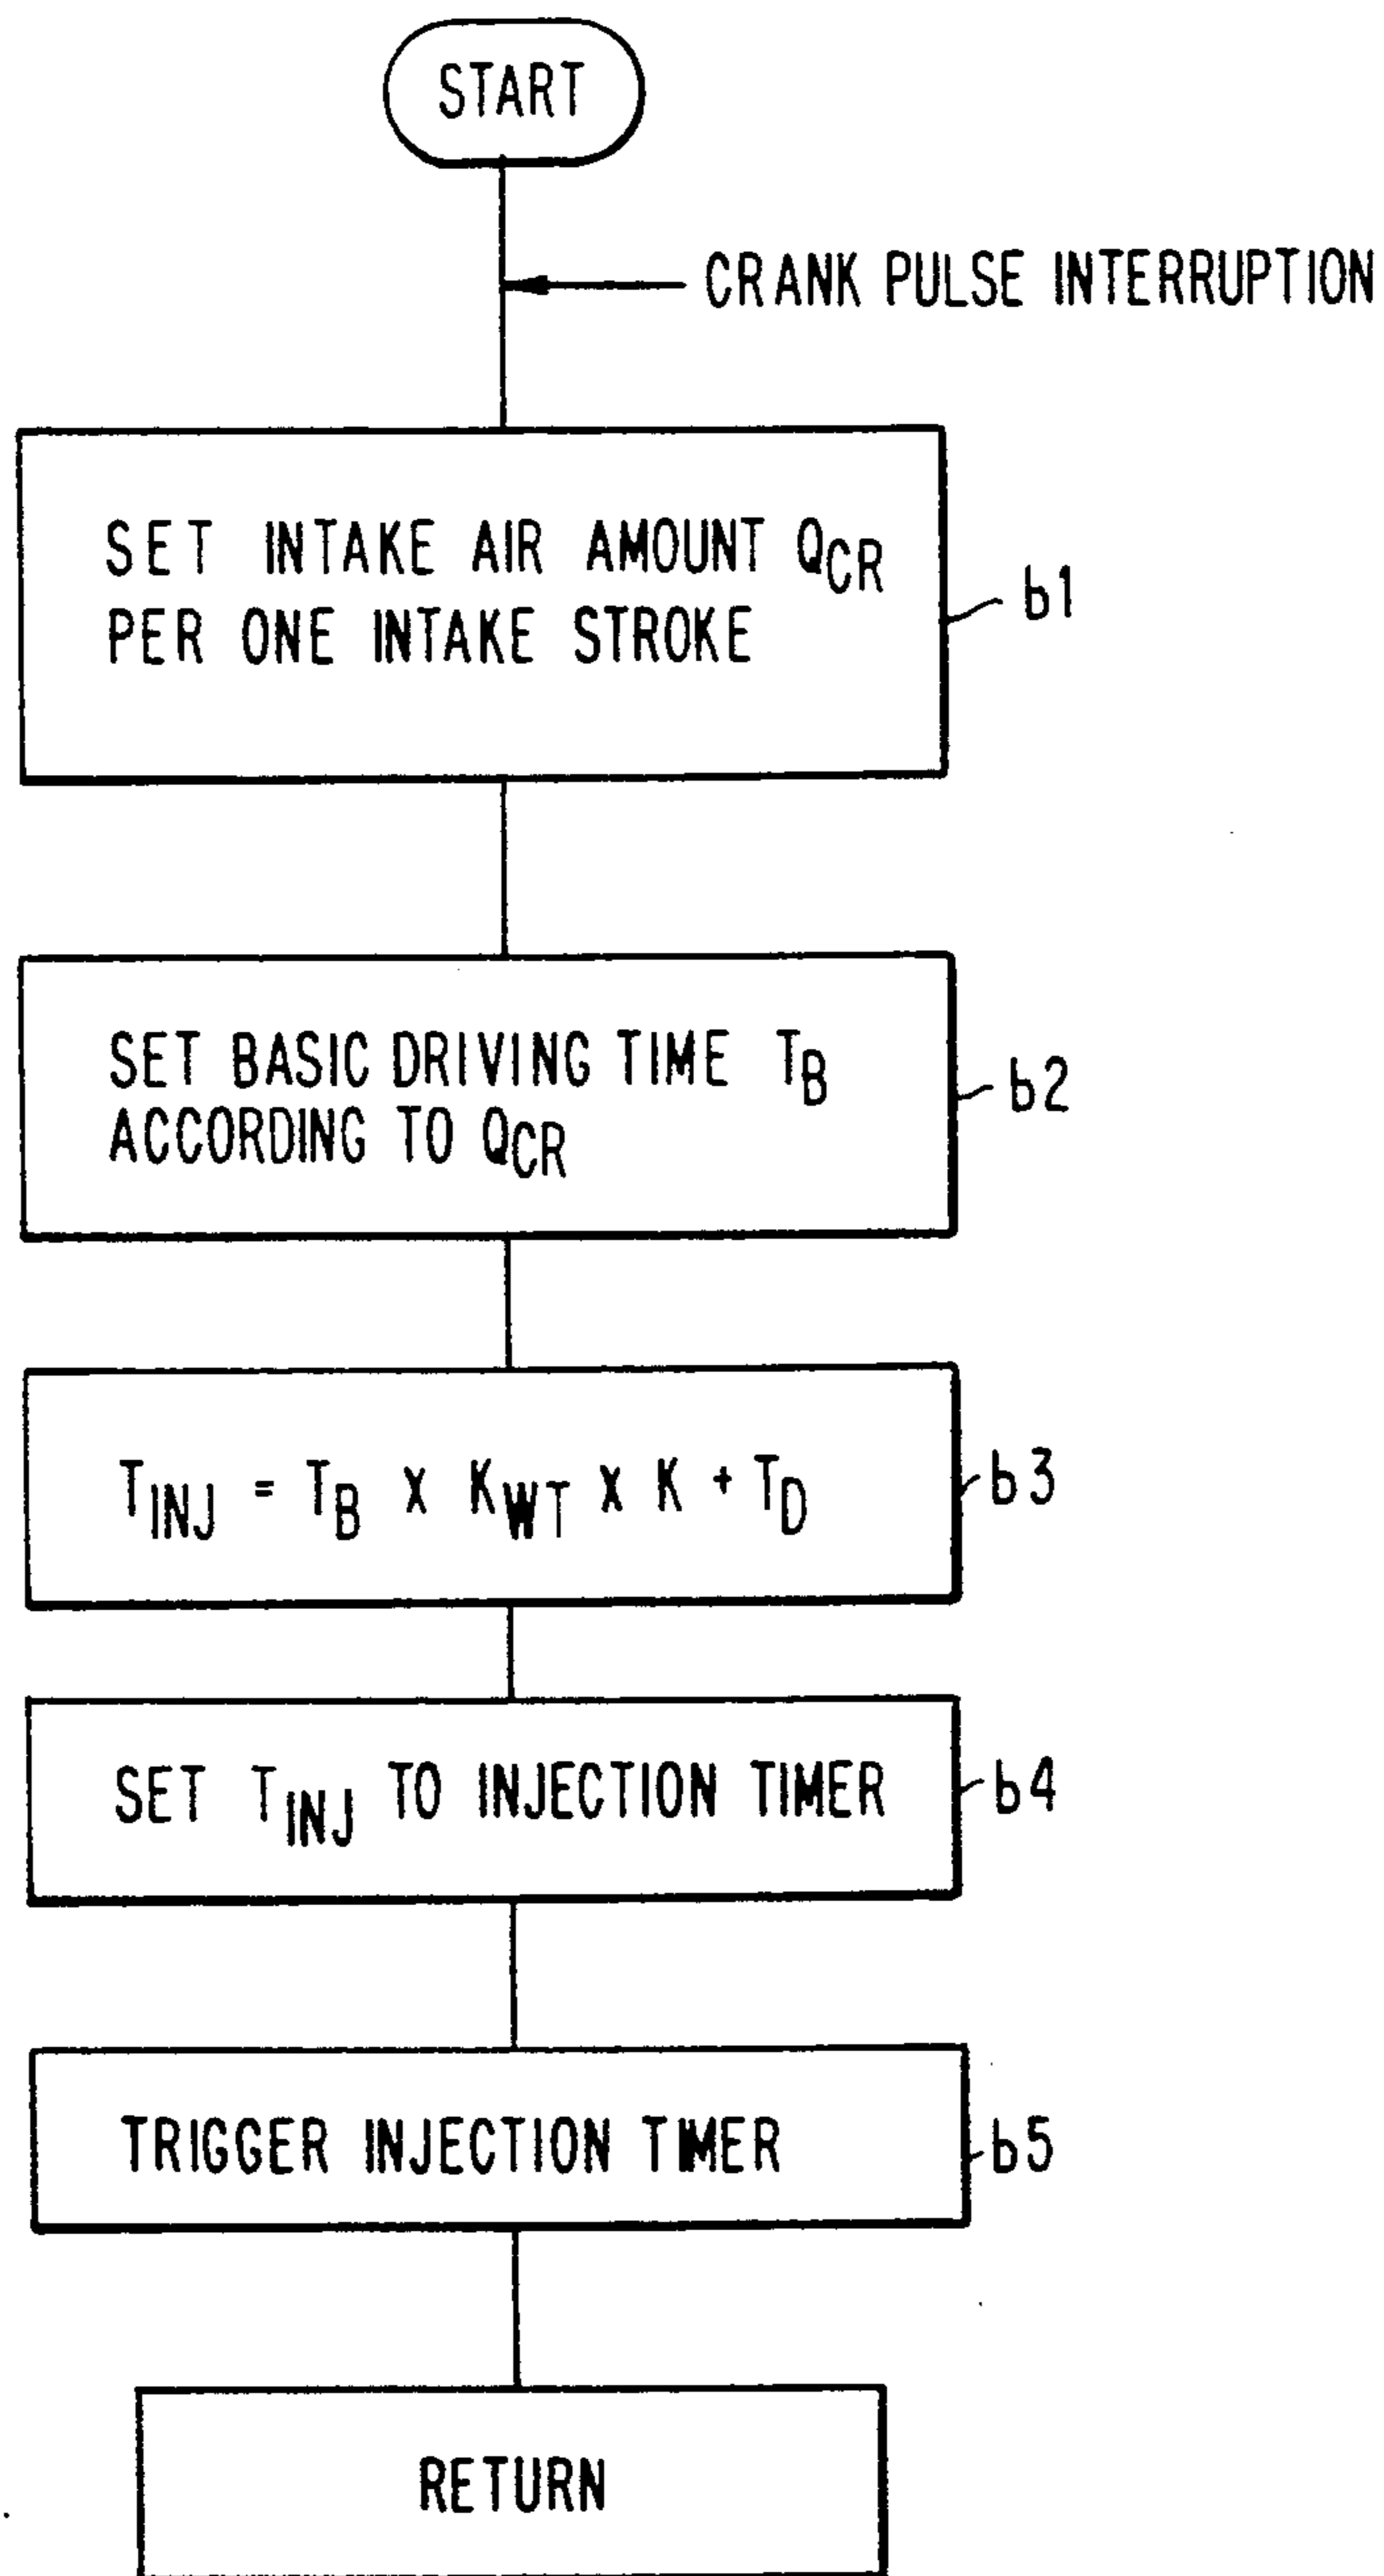 START
CRANK PULSE INTERRUPTION
SET INTAKE AIR AMOUNT QCR
PER ONE INTAKE STROKE
b1
SET BASIC DRIVING TIME TB
ACCORDING TO QCR
b2
TINJ = TB x KWT x K + TD
b3
SET TINJ TO INJECTION TIMER
b4
TRIGGER INJECTION TIMER
b5
RETURN